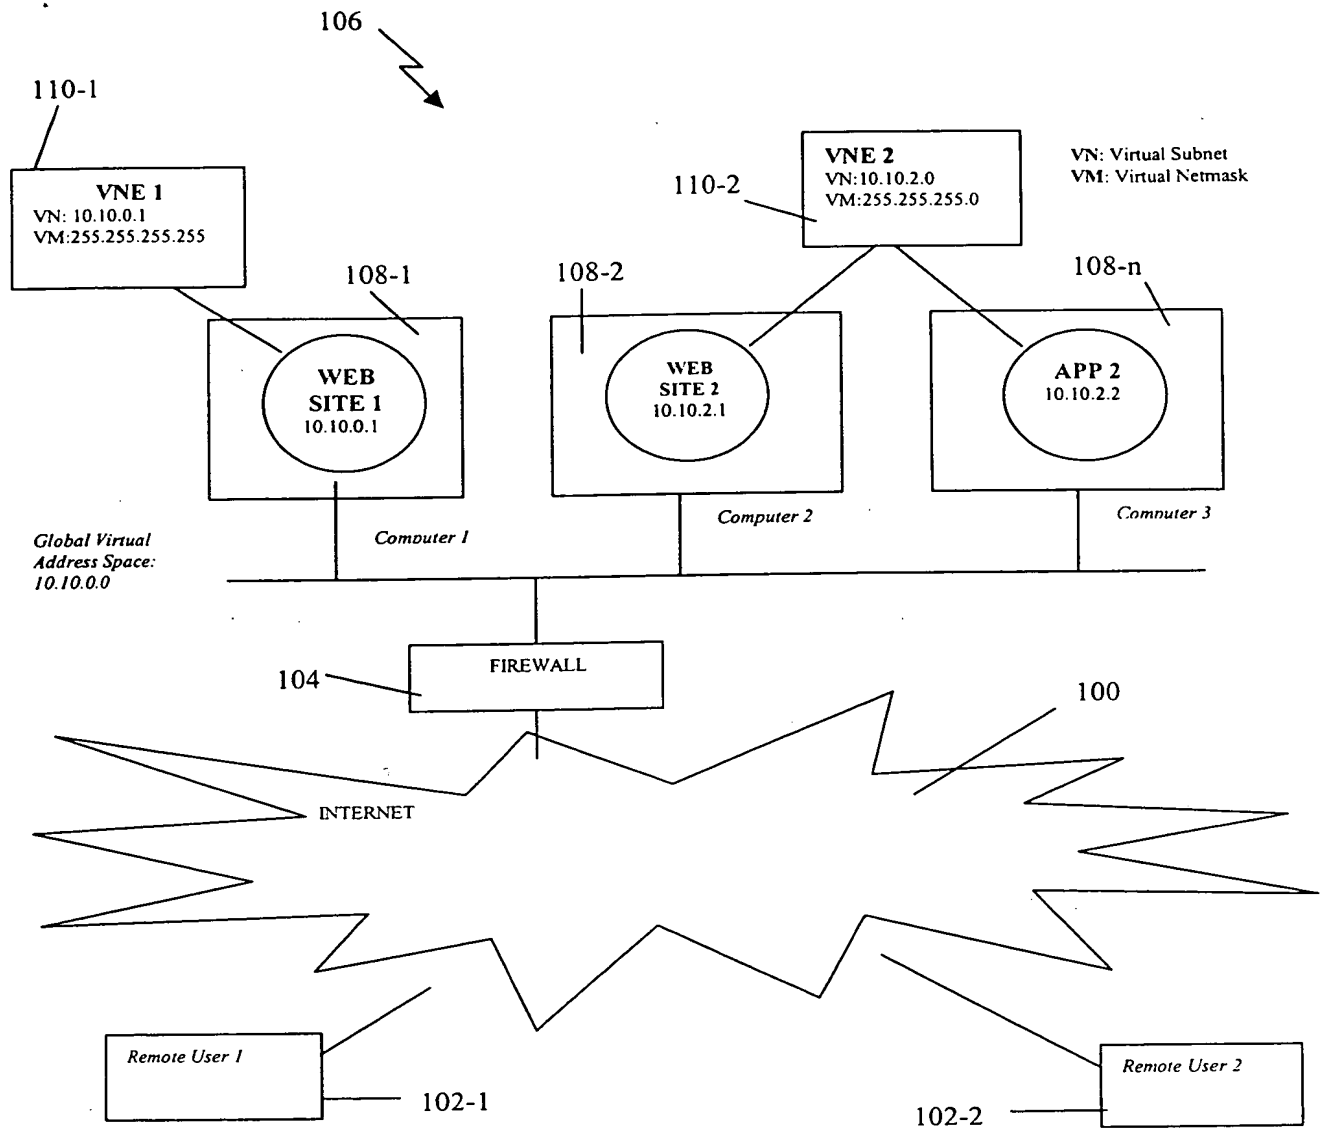 106
110-1
VNE 1
VN: 10.10.0.1
VM:255.255.255.255
110-2
VNE 2
VN:10.10.2.0
VM:255.255.255.0
VN: Virtual Subnet
VM: Virtual Netmask
108-1
108-2
108-n
WEB
SITE 1
10.10.0.1
WEB
SITE 2
10.10.2.1
APP 2
10.10.2.2
Computer 1
Computer 2
Computer 3
Global Virtual
Address Space:
10.10.0.0
FIREWALL
104
100
INTERNET
Remote User 1
102-1
Remote User 2
102-2